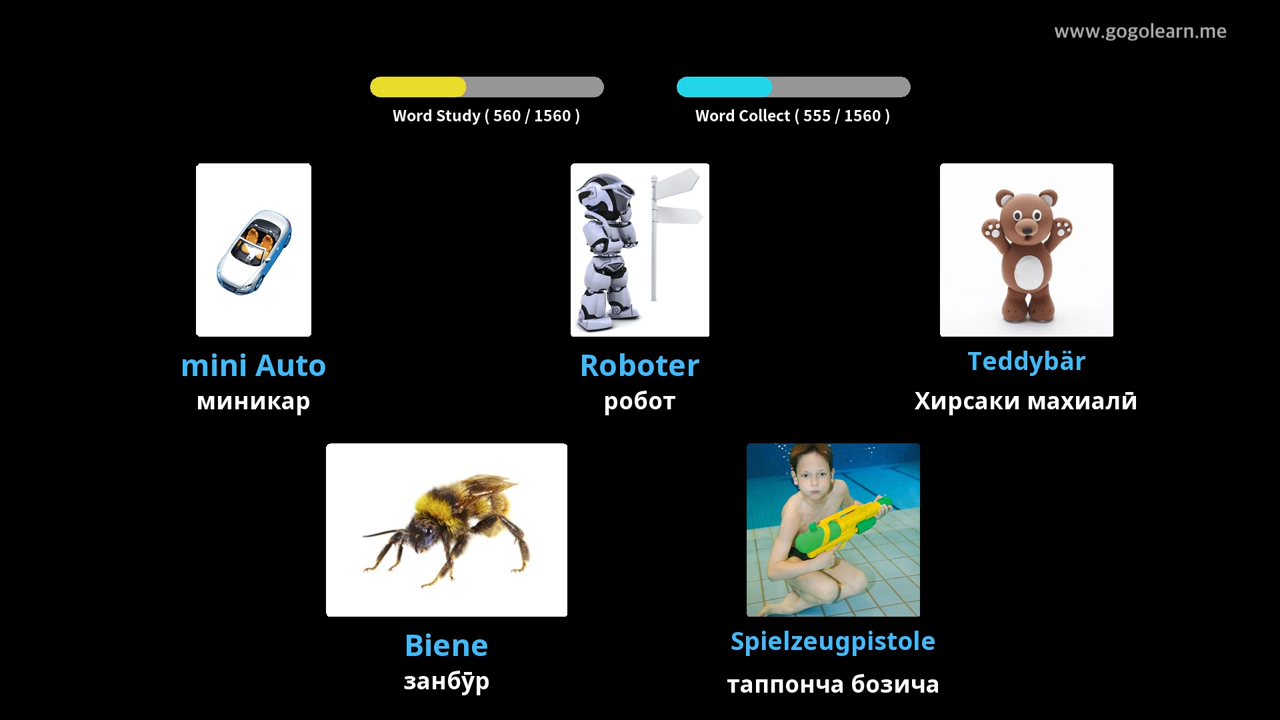 www.gogolearn.me
Word Study ( 560 / 1560 )
Word Collect ( 555 / 1560 )
mini Auto
миникар
Roboter
робот
Teddybär
Хирсаки махиалӣ
Biene
занбӯр
Spielzeugpistole
таппонча бозича